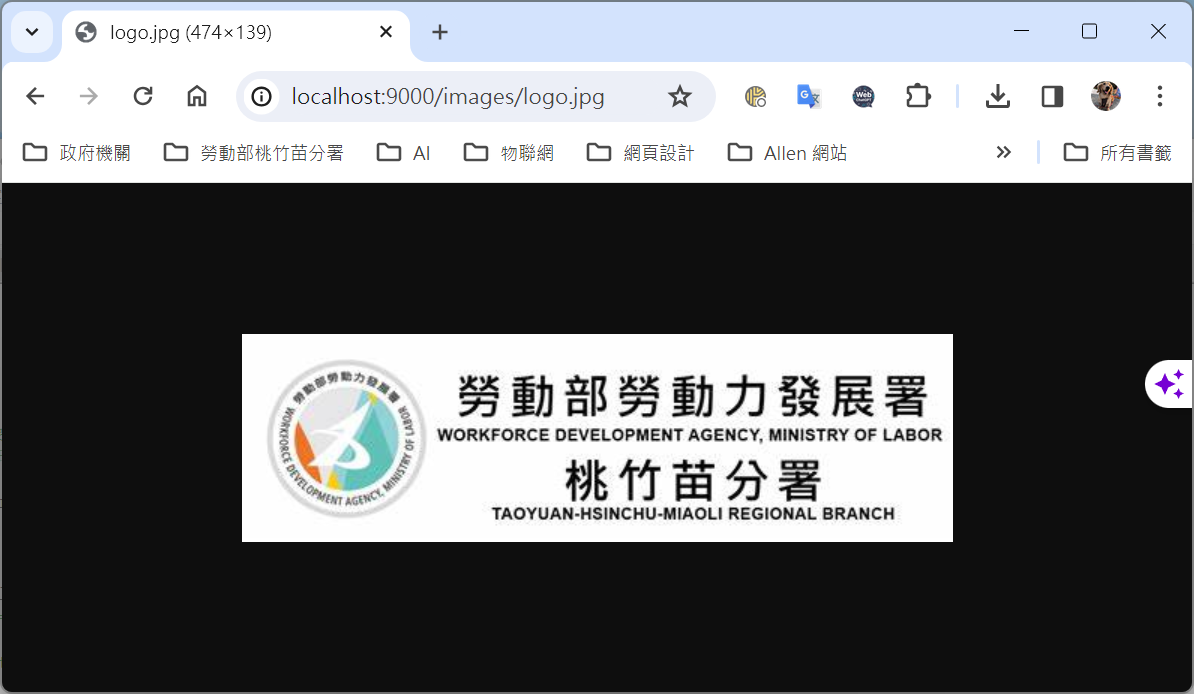 logo.jpg (474×139)
localhost:9000/images/logo.jpg
政府機關 勞動部桃竹苗分署 AI 物聯網 網頁設計 Allen 網站 所有書籤
勞動部勞動力發展署
WORKFORCE DEVELOPMENT AGENCY, MINISTRY OF LABOR
勞動部勞動力發展署
WORKFORCE DEVELOPMENT AGENCY, MINISTRY OF LABOR
桃竹苗分署
TAOYUAN-HSINCHU-MIAOLI REGIONAL BRANCH